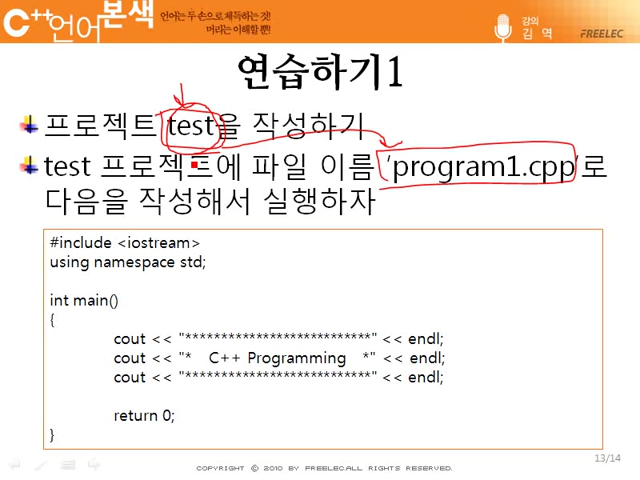 C++언어본색
언어는 두 손으로 체득하는 것!
머리는 이해할 뿐!
강의
김 역
FREELEC
연습하기1
프로젝트 test을 작성하기
test 프로젝트에 파일 이름 'program1.cpp'로
다음을 작성해서 실행하자
#include <iostream>
using namespace std;
int main()
{
cout << "**************************" << endl;
cout << "*    C++ Programming    *" << endl;
cout << "**************************" << endl;
return 0;
}
13/14
COPYRIGHT © 2010 BY FREELEC.ALL RIGHTS RESERVED.